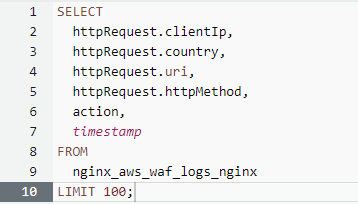 1 SELECT
2 httpRequest.clientIp,
3 httpRequest.country,
4 httpRequest.uri,
5 httpRequest.httpMethod,
6 action,
7 timestamp
8 FROM
9 nginx_aws_waf_logs_nginx
10 LIMIT 100;